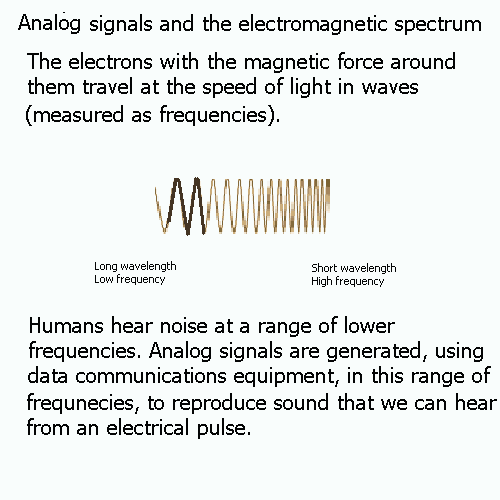 Analog signals and the electromagnetic spectrum
The electrons with the magnetic force around
them travel at the speed of light in waves
(measured as frequencies).
Long wavelength
Low frequency
Short wavelength
High frequency
Humans hear noise at a range of lower
frequencies. Analog signals are generated, using
data communications equipment, in this range of
frequnecies, to reproduce sound that we can hear
from an electrical pulse.